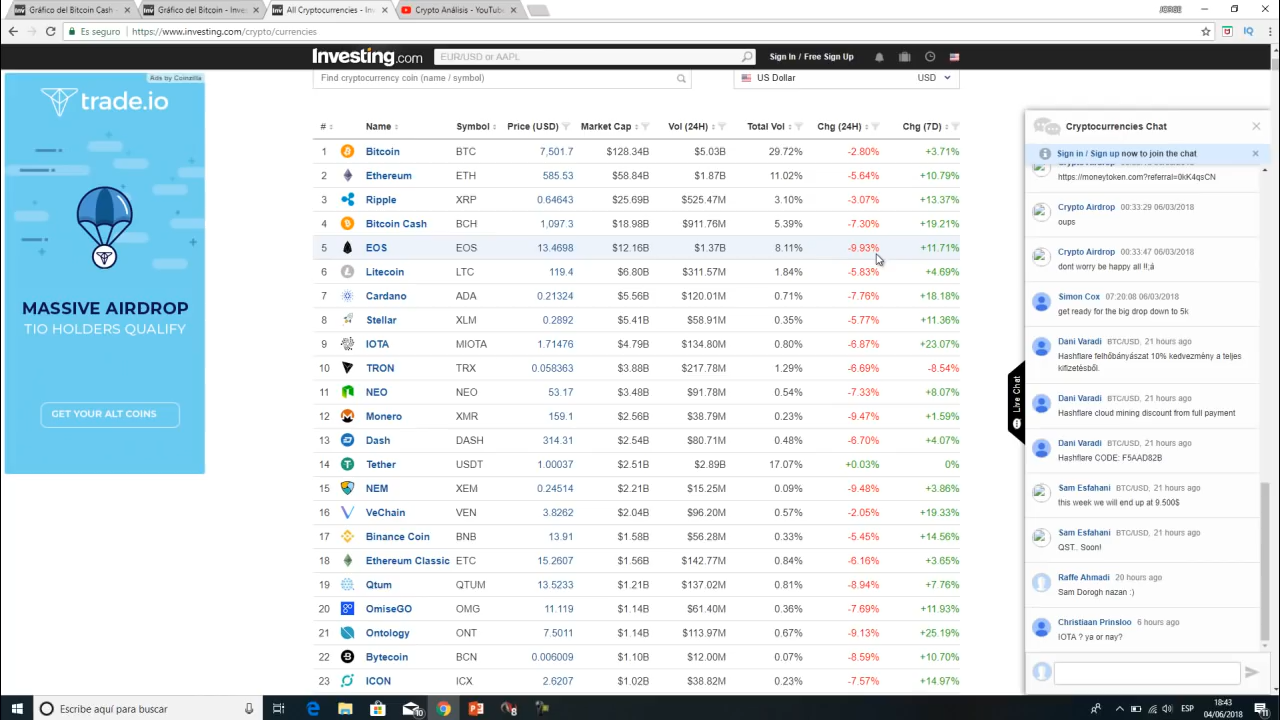 Gráfico del Bitcoin Cash
Gráfico del Bitcoin - Inves
All Cryptocurrencies - Inv
Crypto Análisis - YouTub
JORGE
Es seguro
https://www.investing.com/crypto/currencies
Investing.com
EUR/USD or AAPL
Sign In / Free Sign Up
Find cryptocurrency coin (name / symbol)
US Dollar USD
Ads by Coinzilla
trade.io
MASSIVE AIRDROP
TIO HOLDERS QUALIFY
GET YOUR ALT COINS
# Name Symbol Price (USD) Market Cap Vol (24H) Total Vol Chg (24H) Chg (7D)
1 Bitcoin BTC 7,501.7 $128.34B $5.03B 29.72% -2.80% +3.71%
2 Ethereum ETH 585.53 $58.84B $1.87B 11.02% -5.64% +10.79%
3 Ripple XRP 0.64643 $25.69B $525.47M 3.10% -3.07% +13.37%
4 Bitcoin Cash BCH 1,097.3 $18.98B $911.76M 5.39% -7.30% +19.21%
5 EOS EOS 13.4698 $12.16B $1.37B 8.11% -9.93% +11.71%
6 Litecoin LTC 119.4 $6.80B $311.57M 1.84% -5.83% +4.69%
7 Cardano ADA 0.21324 $5.56B $120.01M 0.71% -7.76% +18.18%
8 Stellar XLM 0.2892 $5.41B $58.91M 0.35% -5.77% +11.36%
9 IOTA MIOTA 1.71476 $4.79B $134.80M 0.80% -6.87% +23.07%
10 TRON TRX 0.058363 $3.88B $217.78M 1.29% -6.69% -8.54%
11 NEO NEO 53.17 $3.48B $91.78M 0.54% -7.33% +8.07%
12 Monero XMR 159.1 $2.56B $38.79M 0.23% -9.47% +1.59%
13 Dash DASH 314.31 $2.54B $80.71M 0.48% -6.70% +4.07%
14 Tether USDT 1.00037 $2.51B $2.89B 17.07% +0.03% 0%
15 NEM XEM 0.24514 $2.21B $15.25M 0.09% -9.48% +3.86%
16 VeChain VEN 3.8262 $2.04B $96.20M 0.57% -2.05% +19.33%
17 Binance Coin BNB 13.91 $1.58B $56.28M 0.33% -5.45% +14.56%
18 Ethereum Classic ETC 15.2607 $1.56B $142.77M 0.84% -6.16% +3.65%
19 Qtum QTUM 13.5233 $1.21B $137.02M 0.81% -8.94% +7.76%
20 OmiseGO OMG 11.119 $1.14B $61.40M 0.36% -7.69% +11.93%
21 Ontology ONT 7.5011 $1.14B $113.97M 0.67% -9.13% +25.19%
22 Bytecoin BCN 0.006009 $1.10B $12.00M 0.07% -8.59% +10.70%
23 ICON ICX 2.6207 $1.02B $38.82M 0.23% -7.57% +14.97%
Live Chat
Cryptocurrencies Chat
Sign in / Sign up now to join the chat
https://moneytoken.com?referral=0kK4qsCN
Crypto Airdrop 00:33:29 06/03/2018
oups
Crypto Airdrop 00:33:47 06/03/2018
dont worry be happy all !!;á
Simon Cox 07:20:08 06/03/2018
get ready for the big drop down to 5k
Dani Varadi BTC/USD, 21 hours ago
Hashflare felhőbányászat 10% kedvezmény a teljes
kifizetésből.
Dani Varadi BTC/USD, 21 hours ago
Hashflare cloud mining discount from full payment
Dani Varadi BTC/USD, 21 hours ago
Hashflare CODE: F5AAD82B
Sam Esfahani BTC/USD, 21 hours ago
this week we will end up at 9.500$
Sam Esfahani BTC/USD, 21 hours ago
QST.. Soon!
Raffe Ahmadi 20 hours ago
Sam Dorogh nazan :)
Christiaan Prinsloo 6 hours ago
IOTA ? ya or nay?
Escribe aquí para buscar
10
ESP
18:43
04/06/2018
11